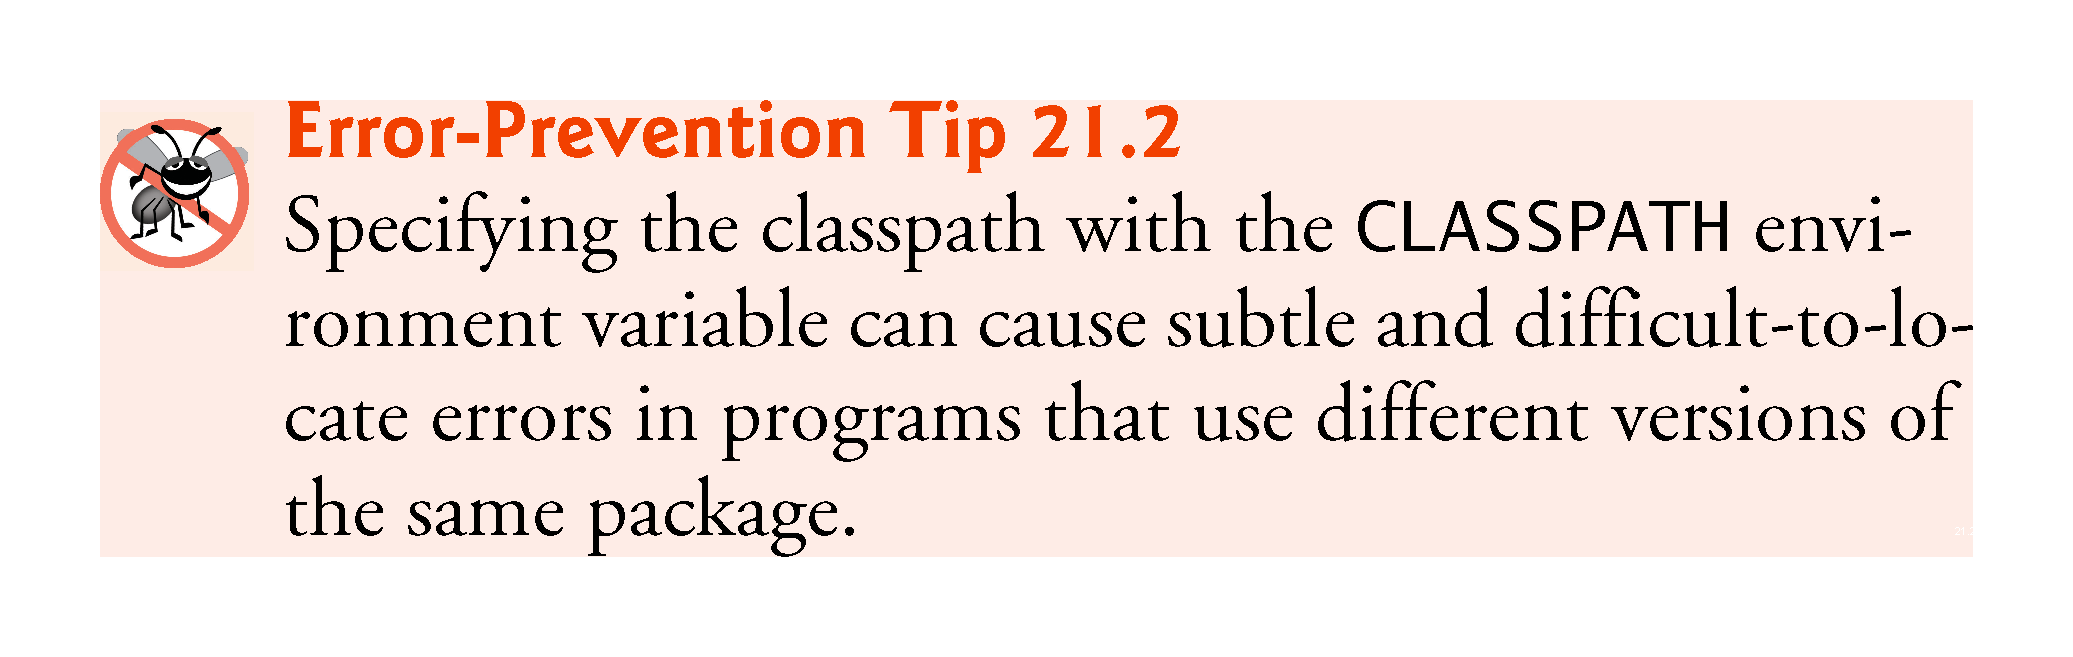 Error-Prevention Tip 21.2
Specifying the classpath with the CLASSPATH envi-
ronment variable can cause subtle and difficult-to-lo-
cate errors in programs that use different versions of
the same package.